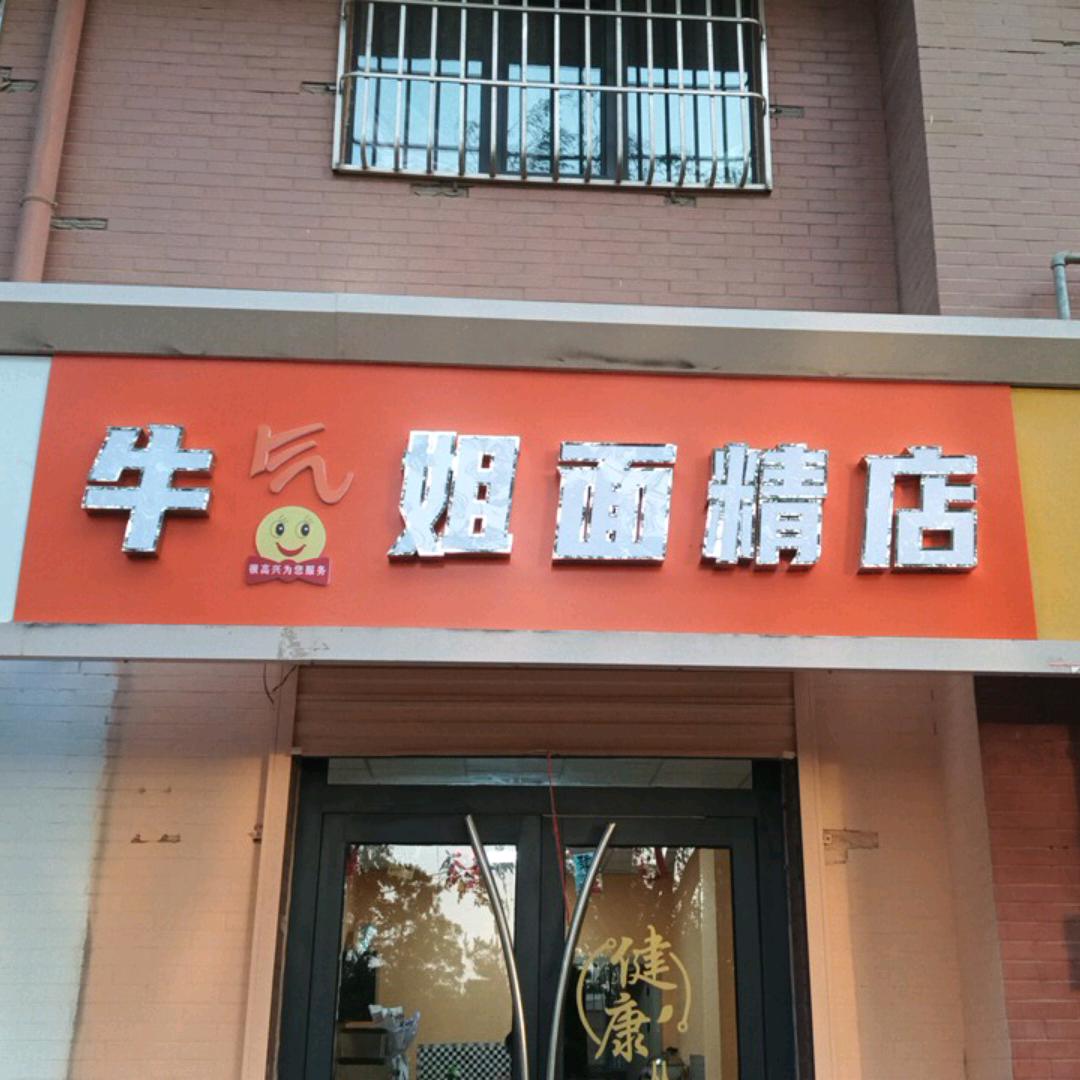 牛气姐面精店
很高兴为您服务
健康